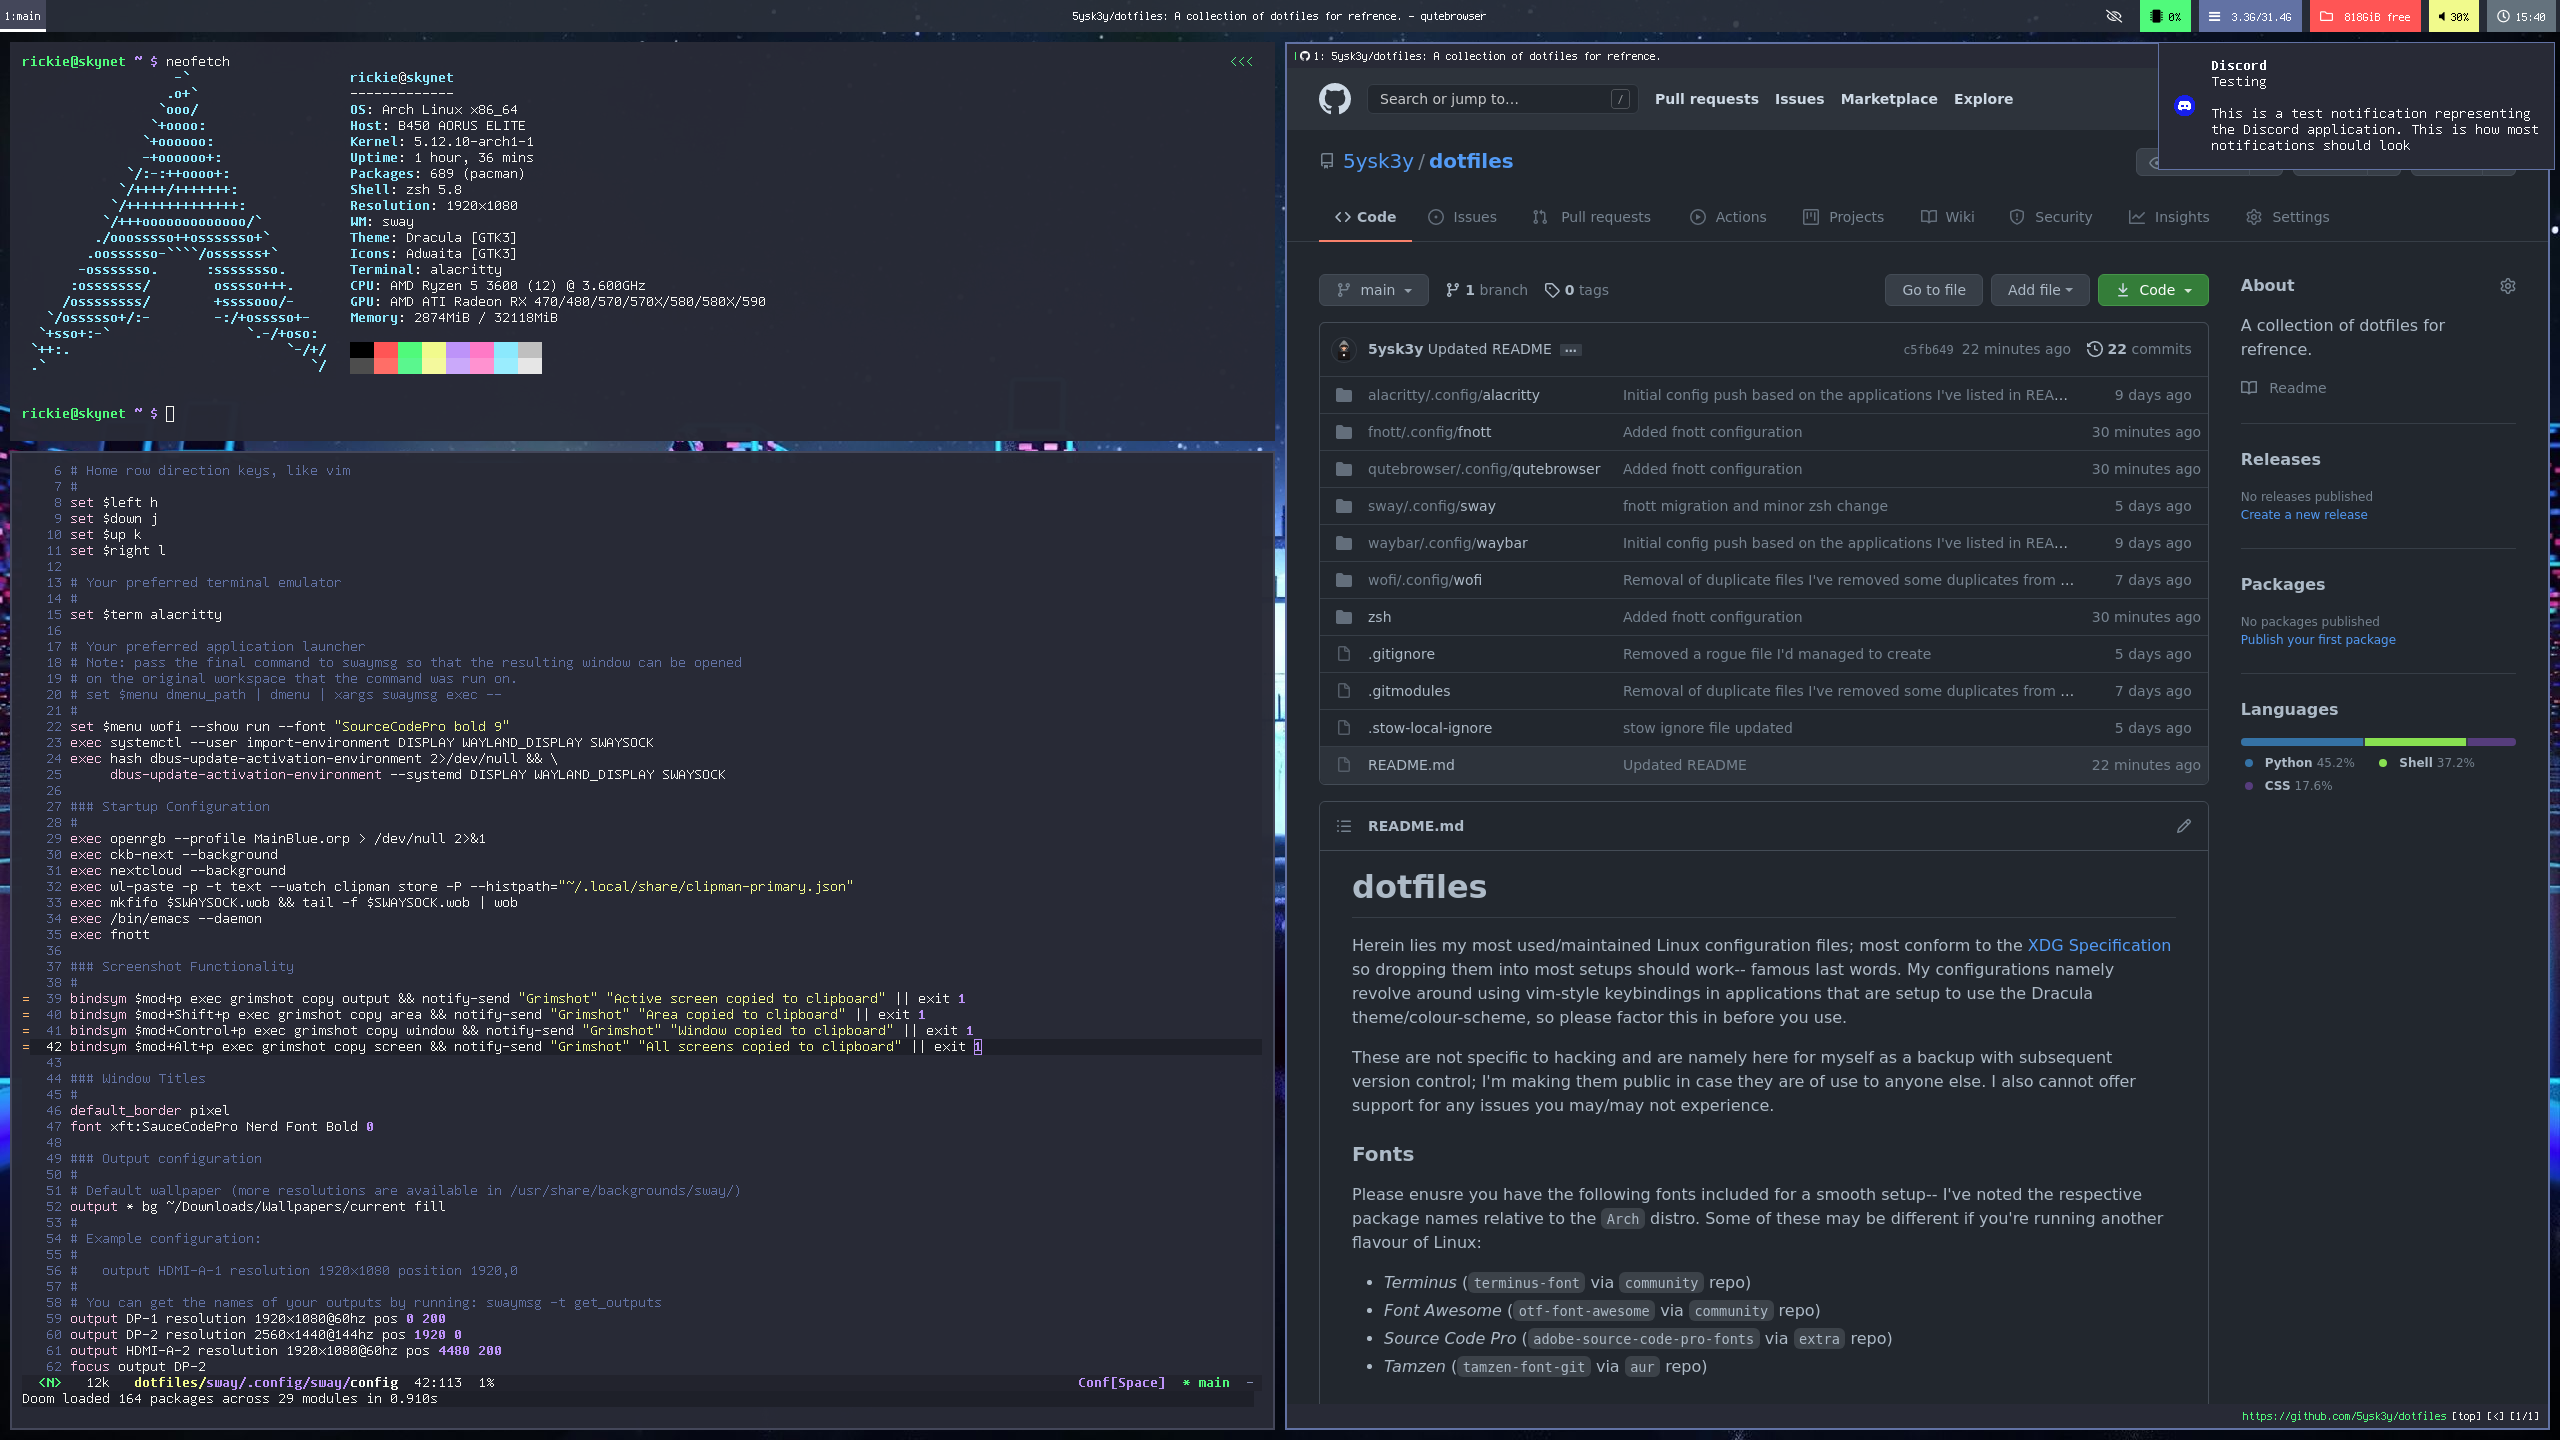 1:main
5ysk3y/dotfiles: A collection of dotfiles for refrence. - qutebrowser
0%
3.3G/31.4G
818GiB free
30%
15:40
rickie@skynet ~ $ neofetch
<<<
rickie@skynet
-------------
OS: Arch Linux x86_64
Host: B450 AORUS ELITE
Kernel: 5.12.10-arch1-1
Uptime: 1 hour, 36 mins
Packages: 689 (pacman)
Shell: zsh 5.8
Resolution: 1920x1080
WM: sway
Theme: Dracula [GTK3]
Icons: Adwaita [GTK3]
Terminal: alacritty
CPU: AMD Ryzen 5 3600 (12) @ 3.600GHz
GPU: AMD ATI Radeon RX 470/480/570/570X/580/580X/590
Memory: 2874MiB / 32118MiB
rickie@skynet ~ $
6 # Home row direction keys, like vim
7 #
8 set $left h
9 set $down j
10 set $up k
11 set $right l
12
13 # Your preferred terminal emulator
14 #
15 set $term alacritty
16
17 # Your preferred application launcher
18 # Note: pass the final command to swaymsg so that the resulting window can be opened
19 # on the original workspace that the command was run on.
20 # set $menu dmenu_path | dmenu | xargs swaymsg exec --
21 #
22 set $menu wofi --show run --font "SourceCodePro bold 9"
23 exec systemctl --user import-environment DISPLAY WAYLAND_DISPLAY SWAYSOCK
24 exec hash dbus-update-activation-environment 2>/dev/null && \
25      dbus-update-activation-environment --systemd DISPLAY WAYLAND_DISPLAY SWAYSOCK
26
27 ### Startup Configuration
28 #
29 exec openrgb --profile MainBlue.orp > /dev/null 2>&1
30 exec ckb-next --background
31 exec nextcloud --background
32 exec wl-paste -p -t text --watch clipman store -P --histpath="~/.local/share/clipman-primary.json"
33 exec mkfifo $SWAYSOCK.wob && tail -f $SWAYSOCK.wob | wob
34 exec /bin/emacs --daemon
35 exec fnott
36
37 ### Screenshot Functionality
38 #
= 39 bindsym $mod+p exec grimshot copy output && notify-send "Grimshot" "Active screen copied to clipboard" || exit 1
= 40 bindsym $mod+Shift+p exec grimshot copy area && notify-send "Grimshot" "Area copied to clipboard" || exit 1
= 41 bindsym $mod+Control+p exec grimshot copy window && notify-send "Grimshot" "Window copied to clipboard" || exit 1
= 42 bindsym $mod+Alt+p exec grimshot copy screen && notify-send "Grimshot" "All screens copied to clipboard" || exit 1
43
44 ### Window Titles
45 #
46 default_border pixel
47 font xft:SauceCodePro Nerd Font Bold 0
48
49 ### Output configuration
50 #
51 # Default wallpaper (more resolutions are available in /usr/share/backgrounds/sway/)
52 output * bg ~/Downloads/Wallpapers/current fill
53 #
54 # Example configuration:
55 #
56 #   output HDMI-A-1 resolution 1920x1080 position 1920,0
57 #
58 # You can get the names of your outputs by running: swaymsg -t get_outputs
59 output DP-1 resolution 1920x1080@60hz pos 0 200
60 output DP-2 resolution 2560x1440@144hz pos 1920 0
61 output HDMI-A-2 resolution 1920x1080@60hz pos 4480 200
62 focus output DP-2
<N> 12k dotfiles/sway/.config/sway/config 42:113 1% Conf[Space] * main -
Doom loaded 164 packages across 29 modules in 0.910s
1: 5ysk3y/dotfiles: A collection of dotfiles for refrence.
Discord
Testing
This is a test notification representing
the Discord application. This is how most
notifications should look
Search or jump to… /
Pull requests Issues Marketplace Explore
5ysk3y / dotfiles
Code Issues Pull requests Actions Projects Wiki Security Insights Settings
main 1 branch 0 tags Go to file Add file Code
5ysk3y Updated README ... c5fb649 22 minutes ago 22 commits
alacritty/.config/alacritty Initial config push based on the applications I've listed in REA… 9 days ago
fnott/.config/fnott Added fnott configuration 30 minutes ago
qutebrowser/.config/qutebrowser Added fnott configuration 30 minutes ago
sway/.config/sway fnott migration and minor zsh change 5 days ago
waybar/.config/waybar Initial config push based on the applications I've listed in REA… 9 days ago
wofi/.config/wofi Removal of duplicate files I've removed some duplicates from … 7 days ago
zsh Added fnott configuration 30 minutes ago
.gitignore Removed a rogue file I'd managed to create 5 days ago
.gitmodules Removal of duplicate files I've removed some duplicates from … 7 days ago
.stow-local-ignore stow ignore file updated 5 days ago
README.md Updated README 22 minutes ago
README.md
dotfiles
Herein lies my most used/maintained Linux configuration files; most conform to the XDG Specification
so dropping them into most setups should work-- famous last words. My configurations namely
revolve around using vim-style keybindings in applications that are setup to use the Dracula
theme/colour-scheme, so please factor this in before you use.
These are not specific to hacking and are namely here for myself as a backup with subsequent
version control; I'm making them public in case they are of use to anyone else. I also cannot offer
support for any issues you may/may not experience.
Fonts
Please enusre you have the following fonts included for a smooth setup-- I've noted the respective
package names relative to the Arch distro. Some of these may be different if you're running another
flavour of Linux:
• Terminus (terminus-font via community repo)
• Font Awesome (otf-font-awesome via community repo)
• Source Code Pro (adobe-source-code-pro-fonts via extra repo)
• Tamzen (tamzen-font-git via aur repo)
About
A collection of dotfiles for
refrence.
Readme
Releases
No releases published
Create a new release
Packages
No packages published
Publish your first package
Languages
Python 45.2% Shell 37.2%
CSS 17.6%
https://github.com/5ysk3y/dotfiles [top] [<] [1/1]